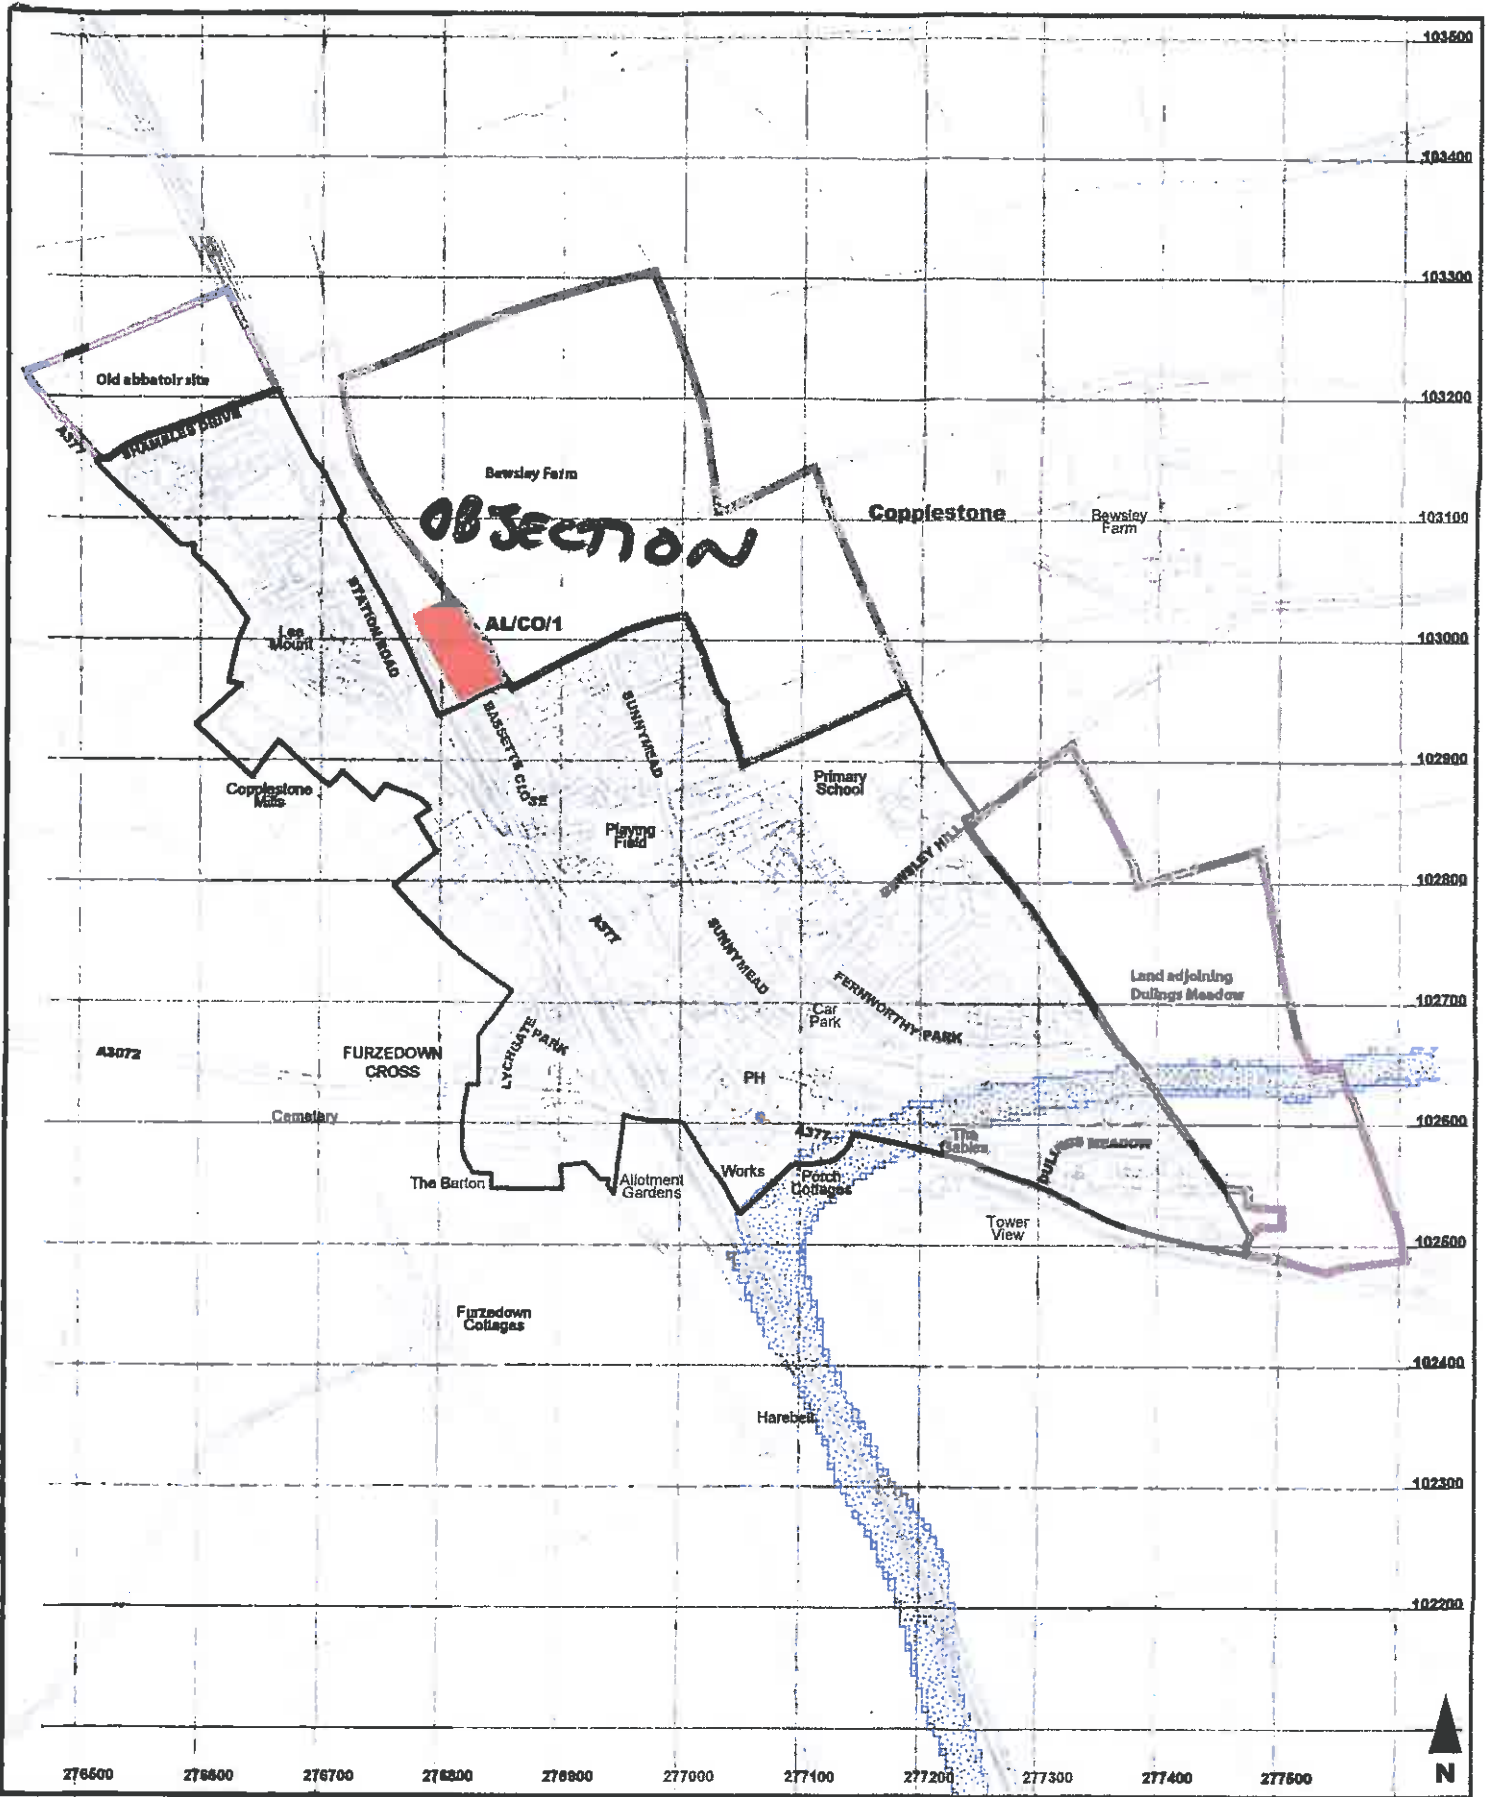 103500
103400
103300
Old abbatoir site
103200
A377
SHAMBLES DRIVE
Bewsley Farm
OBJECTION
Copplestone
Bewsley
Farm
103100
STATION ROAD
AL/CO/1
Lea
Mount
103000
BASSETTS CLOSE
SUNNYMEAD
102900
Copplestone
Mills
Primary
School
Playing
Field
BEWSLEY HILL
102800
A377
SUNNYMEAD
Land adjoining
Dulings Meadow
FERNWORTHY PARK
Car
Park
102700
LYCHGATE
PARK
A3072
FURZEDOWN
CROSS
PH
Cemetery
102600
A377
The
Gables
DULINGS MEADOW
The Barton
Allotment
Gardens
Works
Porch
Cottages
Tower
View
102500
Furzedown
Cottages
102400
Harebell
102300
102200
276500 276600 276700 276800 276900 277000 277100 277200 277300 277400 277500
N